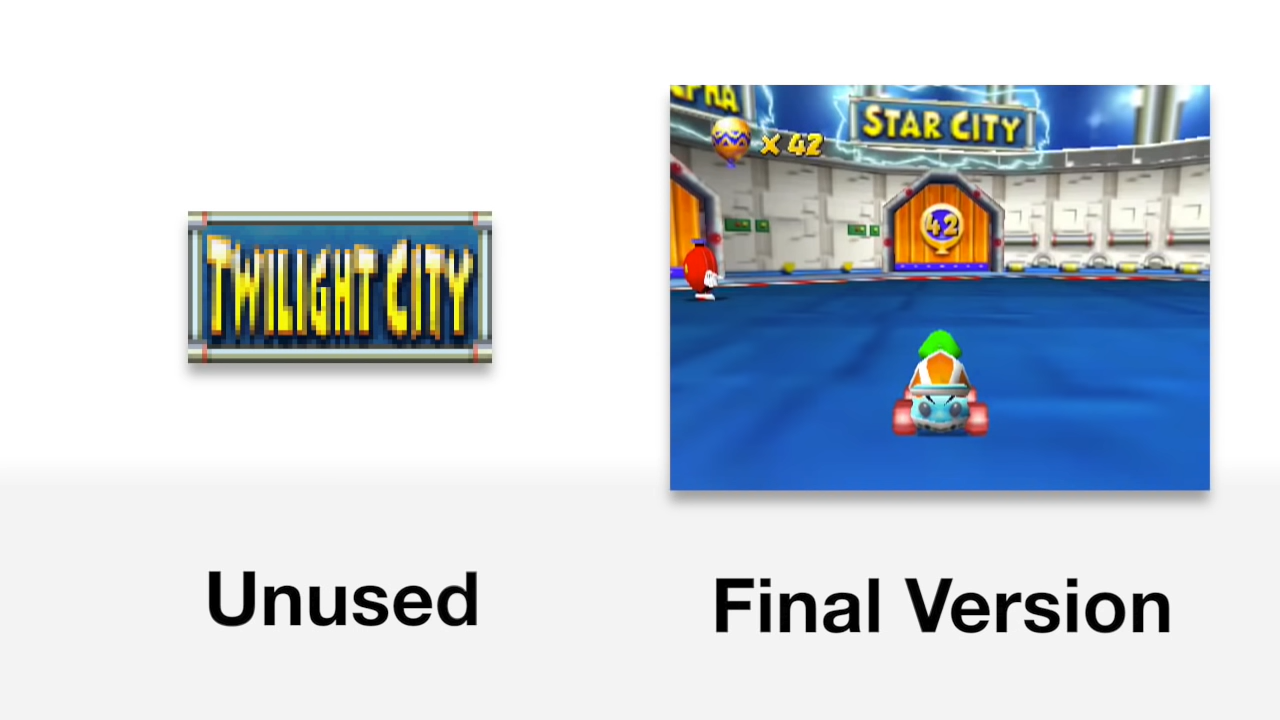 TWILIGHT CITY
STAR CITY
x 42
42
Unused
Final Version